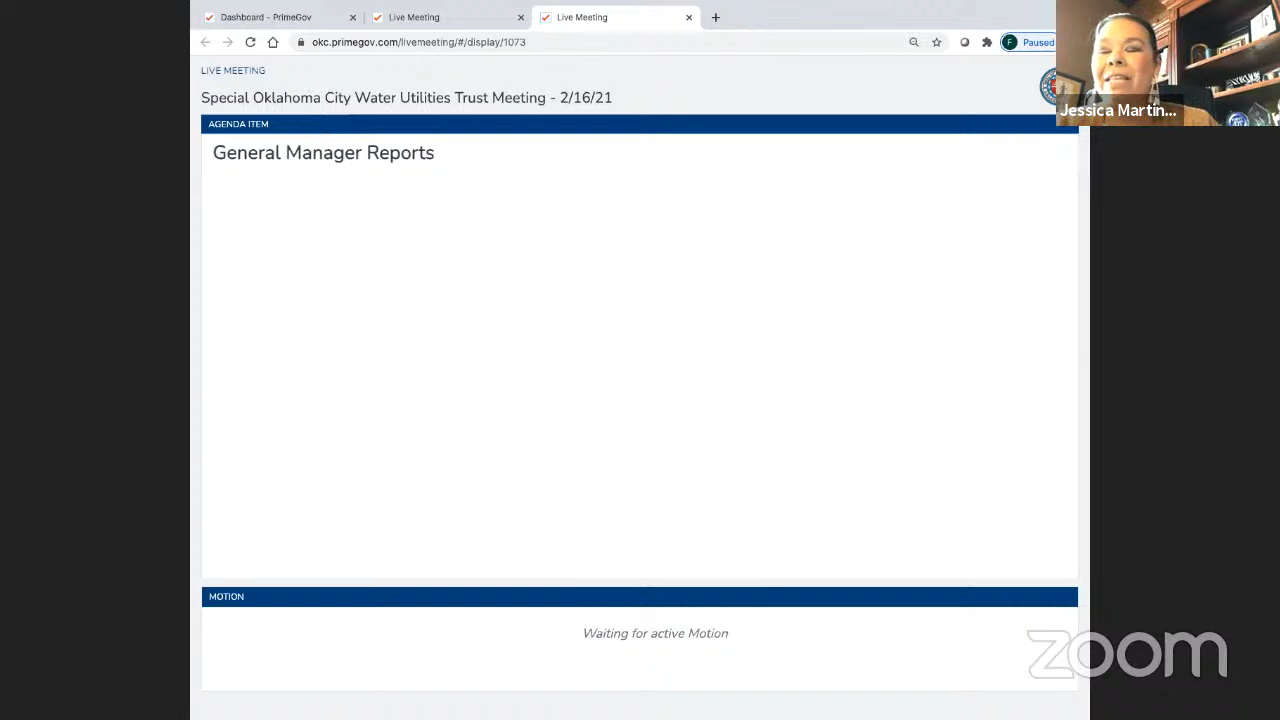 Dashboard - PrimeGov
Live Meeting
Live Meeting
okc.primegov.com/livemeeting/#/display/1073
F
Paused
LIVE MEETING
Special Oklahoma City Water Utilities Trust Meeting - 2/16/21
Jessica Martin...
AGENDA ITEM
General Manager Reports
MOTION
Waiting for active Motion
zoom